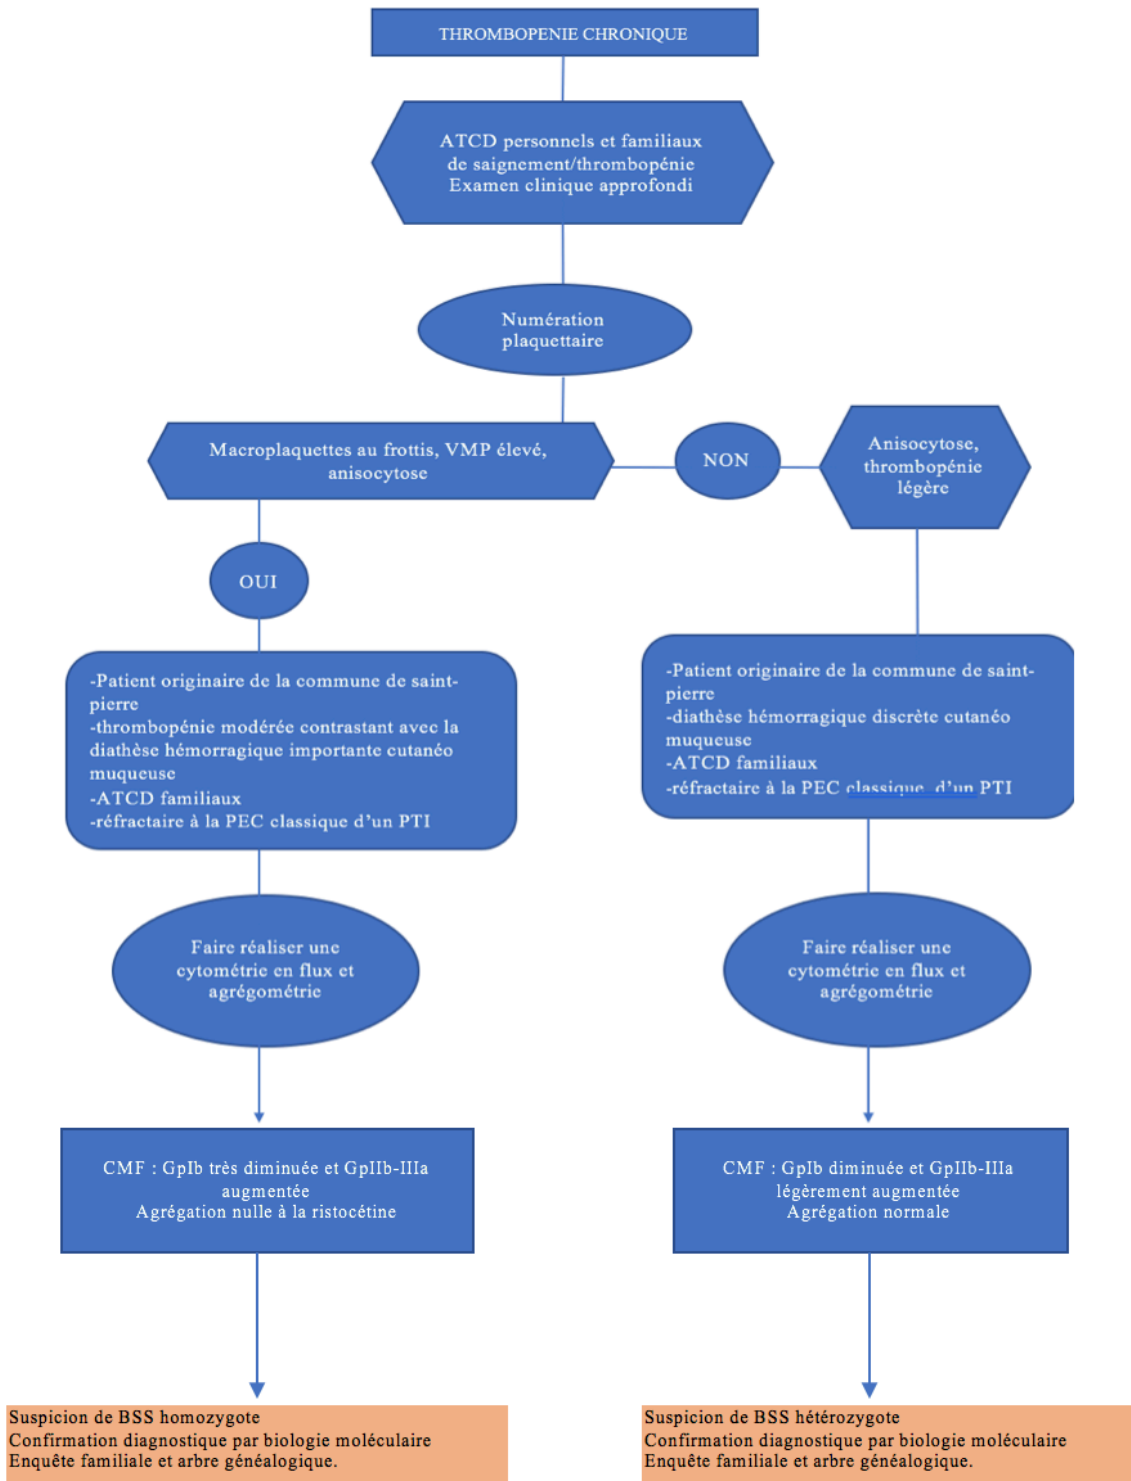 THROMBOPENIE CHRONIQUE
ATCD personnels et familiaux
de saignement/thrombopénie
Examen clinique approfondi
Numération
plaquettaire
Macroplaquettes au frottis, VMP élevé,
anisocytose
NON
Anisocytose,
thrombopénie
légère
OUI
-Patient originaire de la commune de saint-
pierre
-thrombopénie modérée contrastant avec la
diathèse hémorragique importante cutanéo
muqueuse
-ATCD familiaux
-réfractaire à la PEC classique d'un PTI
-Patient originaire de la commune de saint-
pierre
-diathèse hémorragique discrète cutanéo
muqueuse
-ATCD familiaux
-réfractaire à la PEC classique d'un PTI
Faire réaliser une
cytométrie en flux et
agrégométrie
Faire réaliser une
cytométrie en flux et
agrégométrie
CMF : GpIb très diminuée et GpIIb-IIIa
augmentée
Agrégation nulle à la ristocétine
CMF : GpIb diminuée et GpIIb-IIIa
légèrement augmentée
Agrégation normale
Suspicion de BSS homozygote
Confirmation diagnostique par biologie moléculaire
Enquête familiale et arbre généalogique.
Suspicion de BSS hétérozygote
Confirmation diagnostique par biologie moléculaire
Enquête familiale et arbre généalogique.